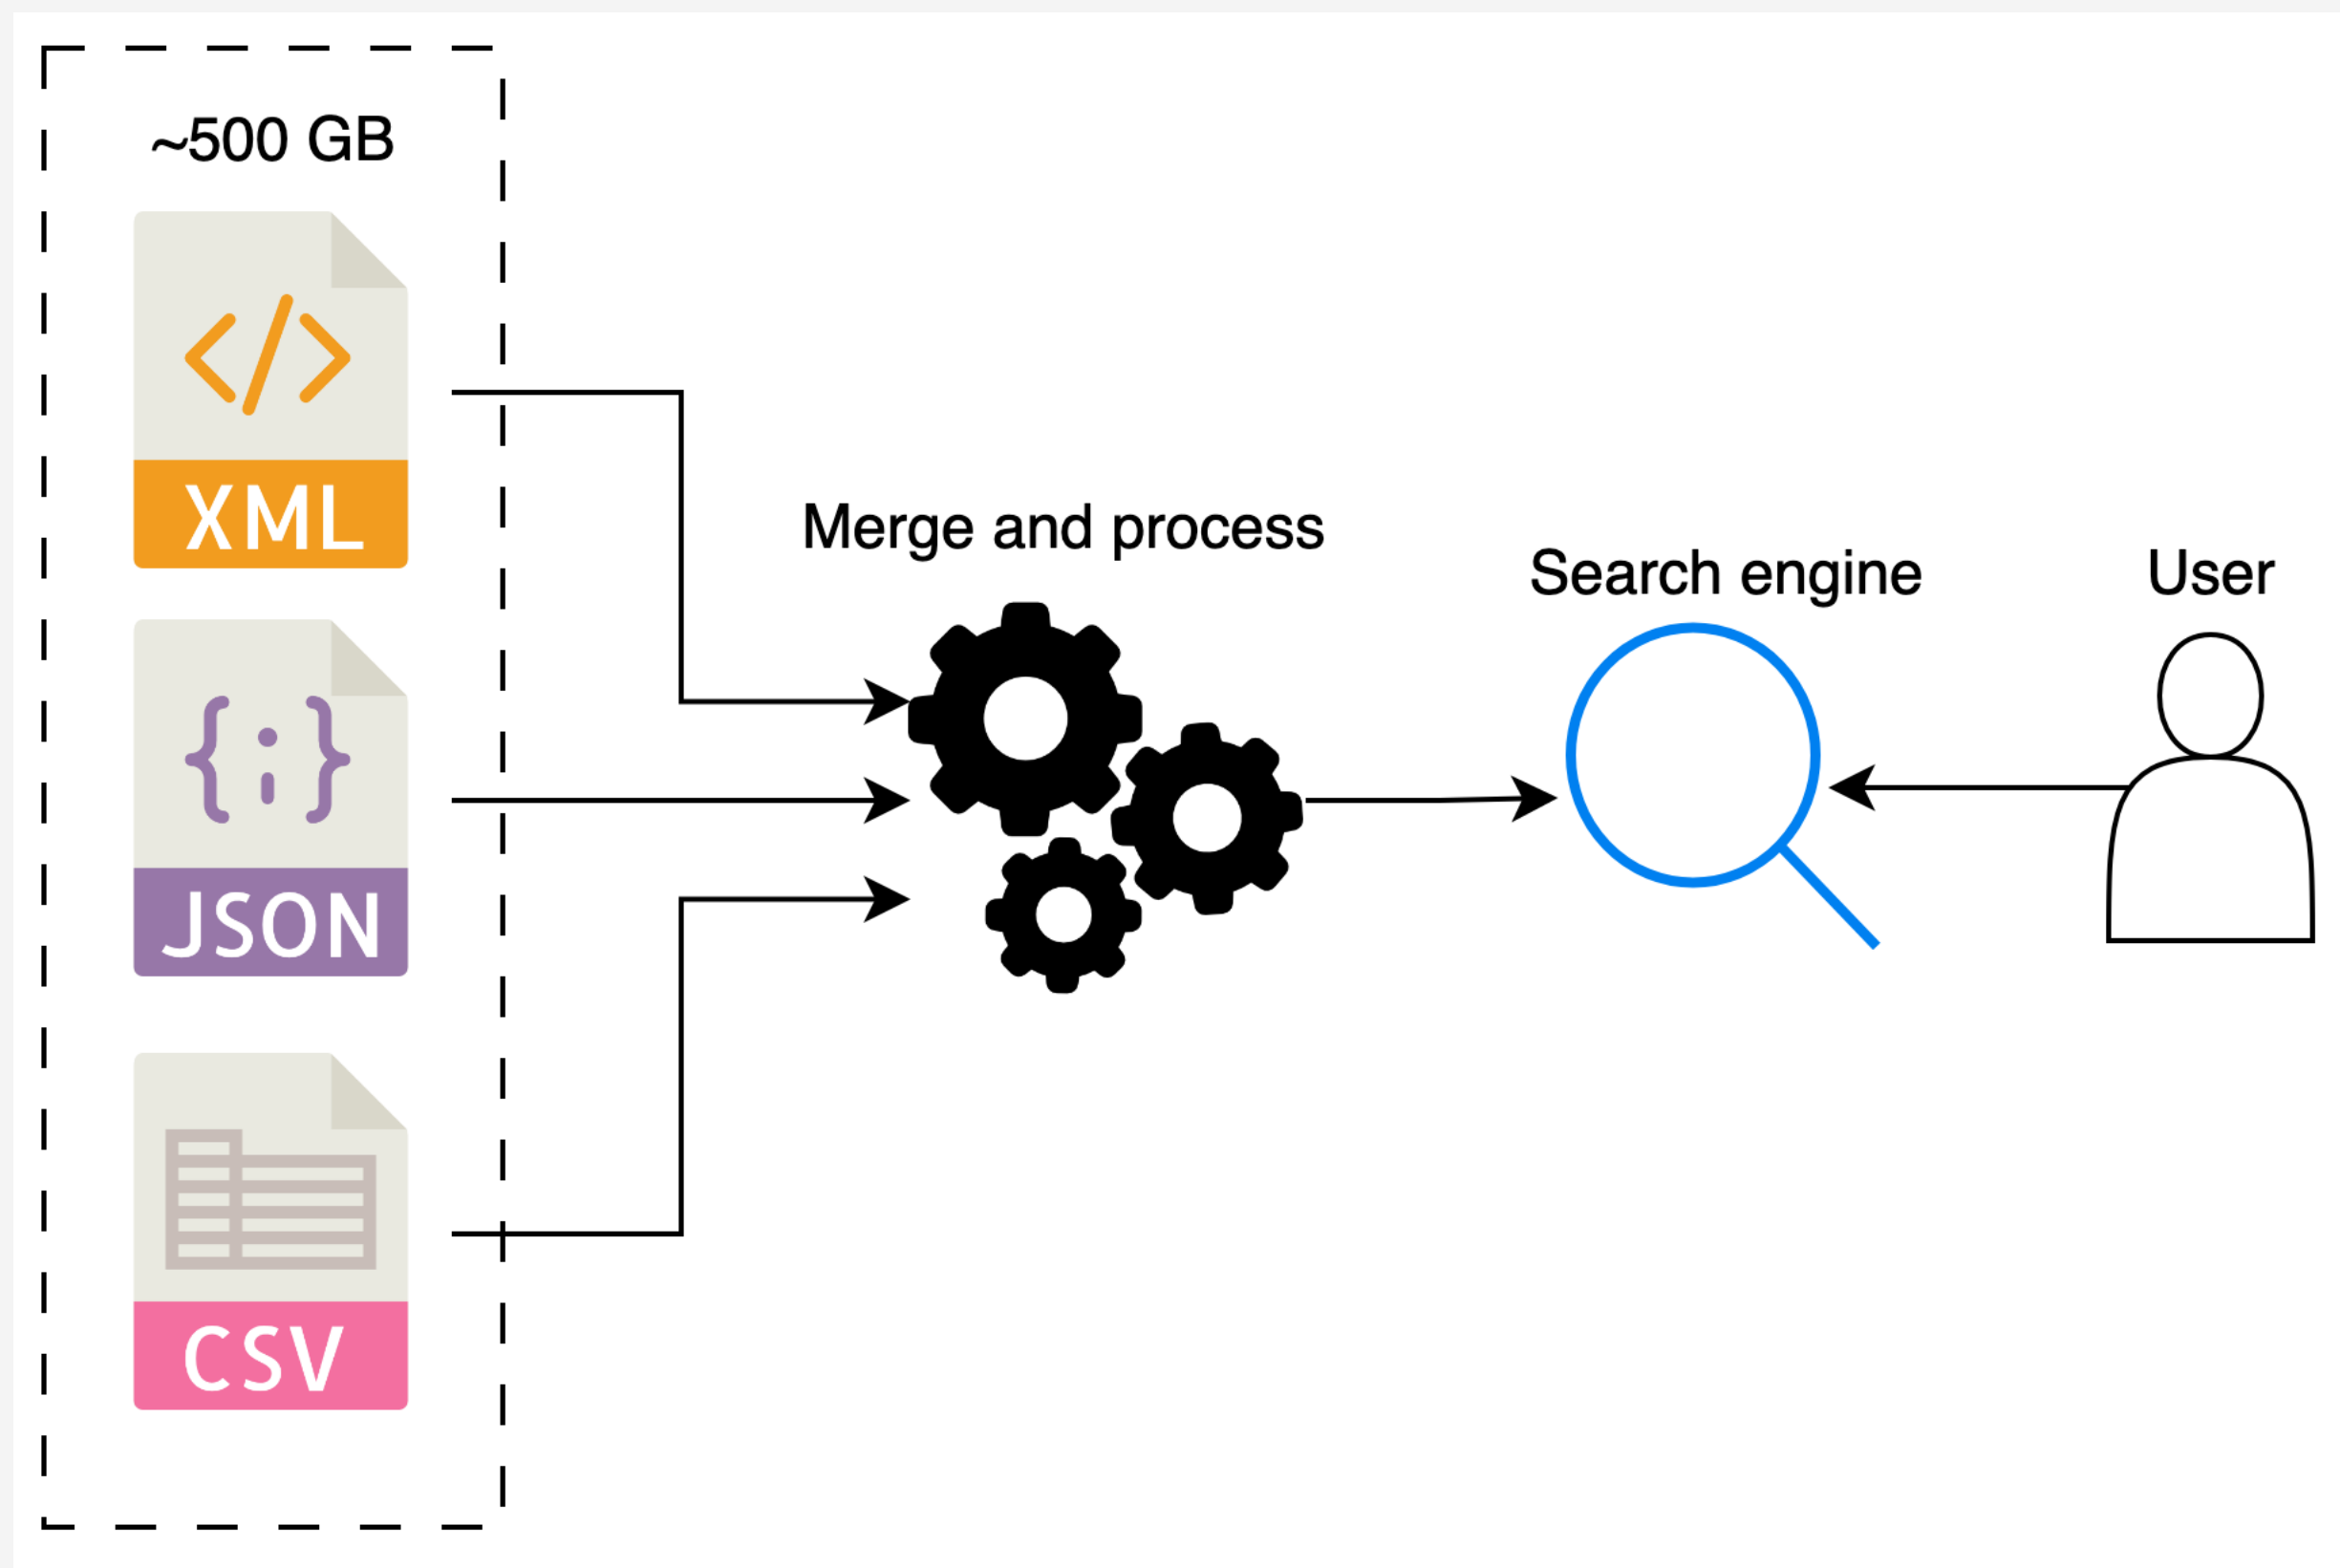 ~500 GB
XML
JSON
CSV
Merge and process
Search engine
User